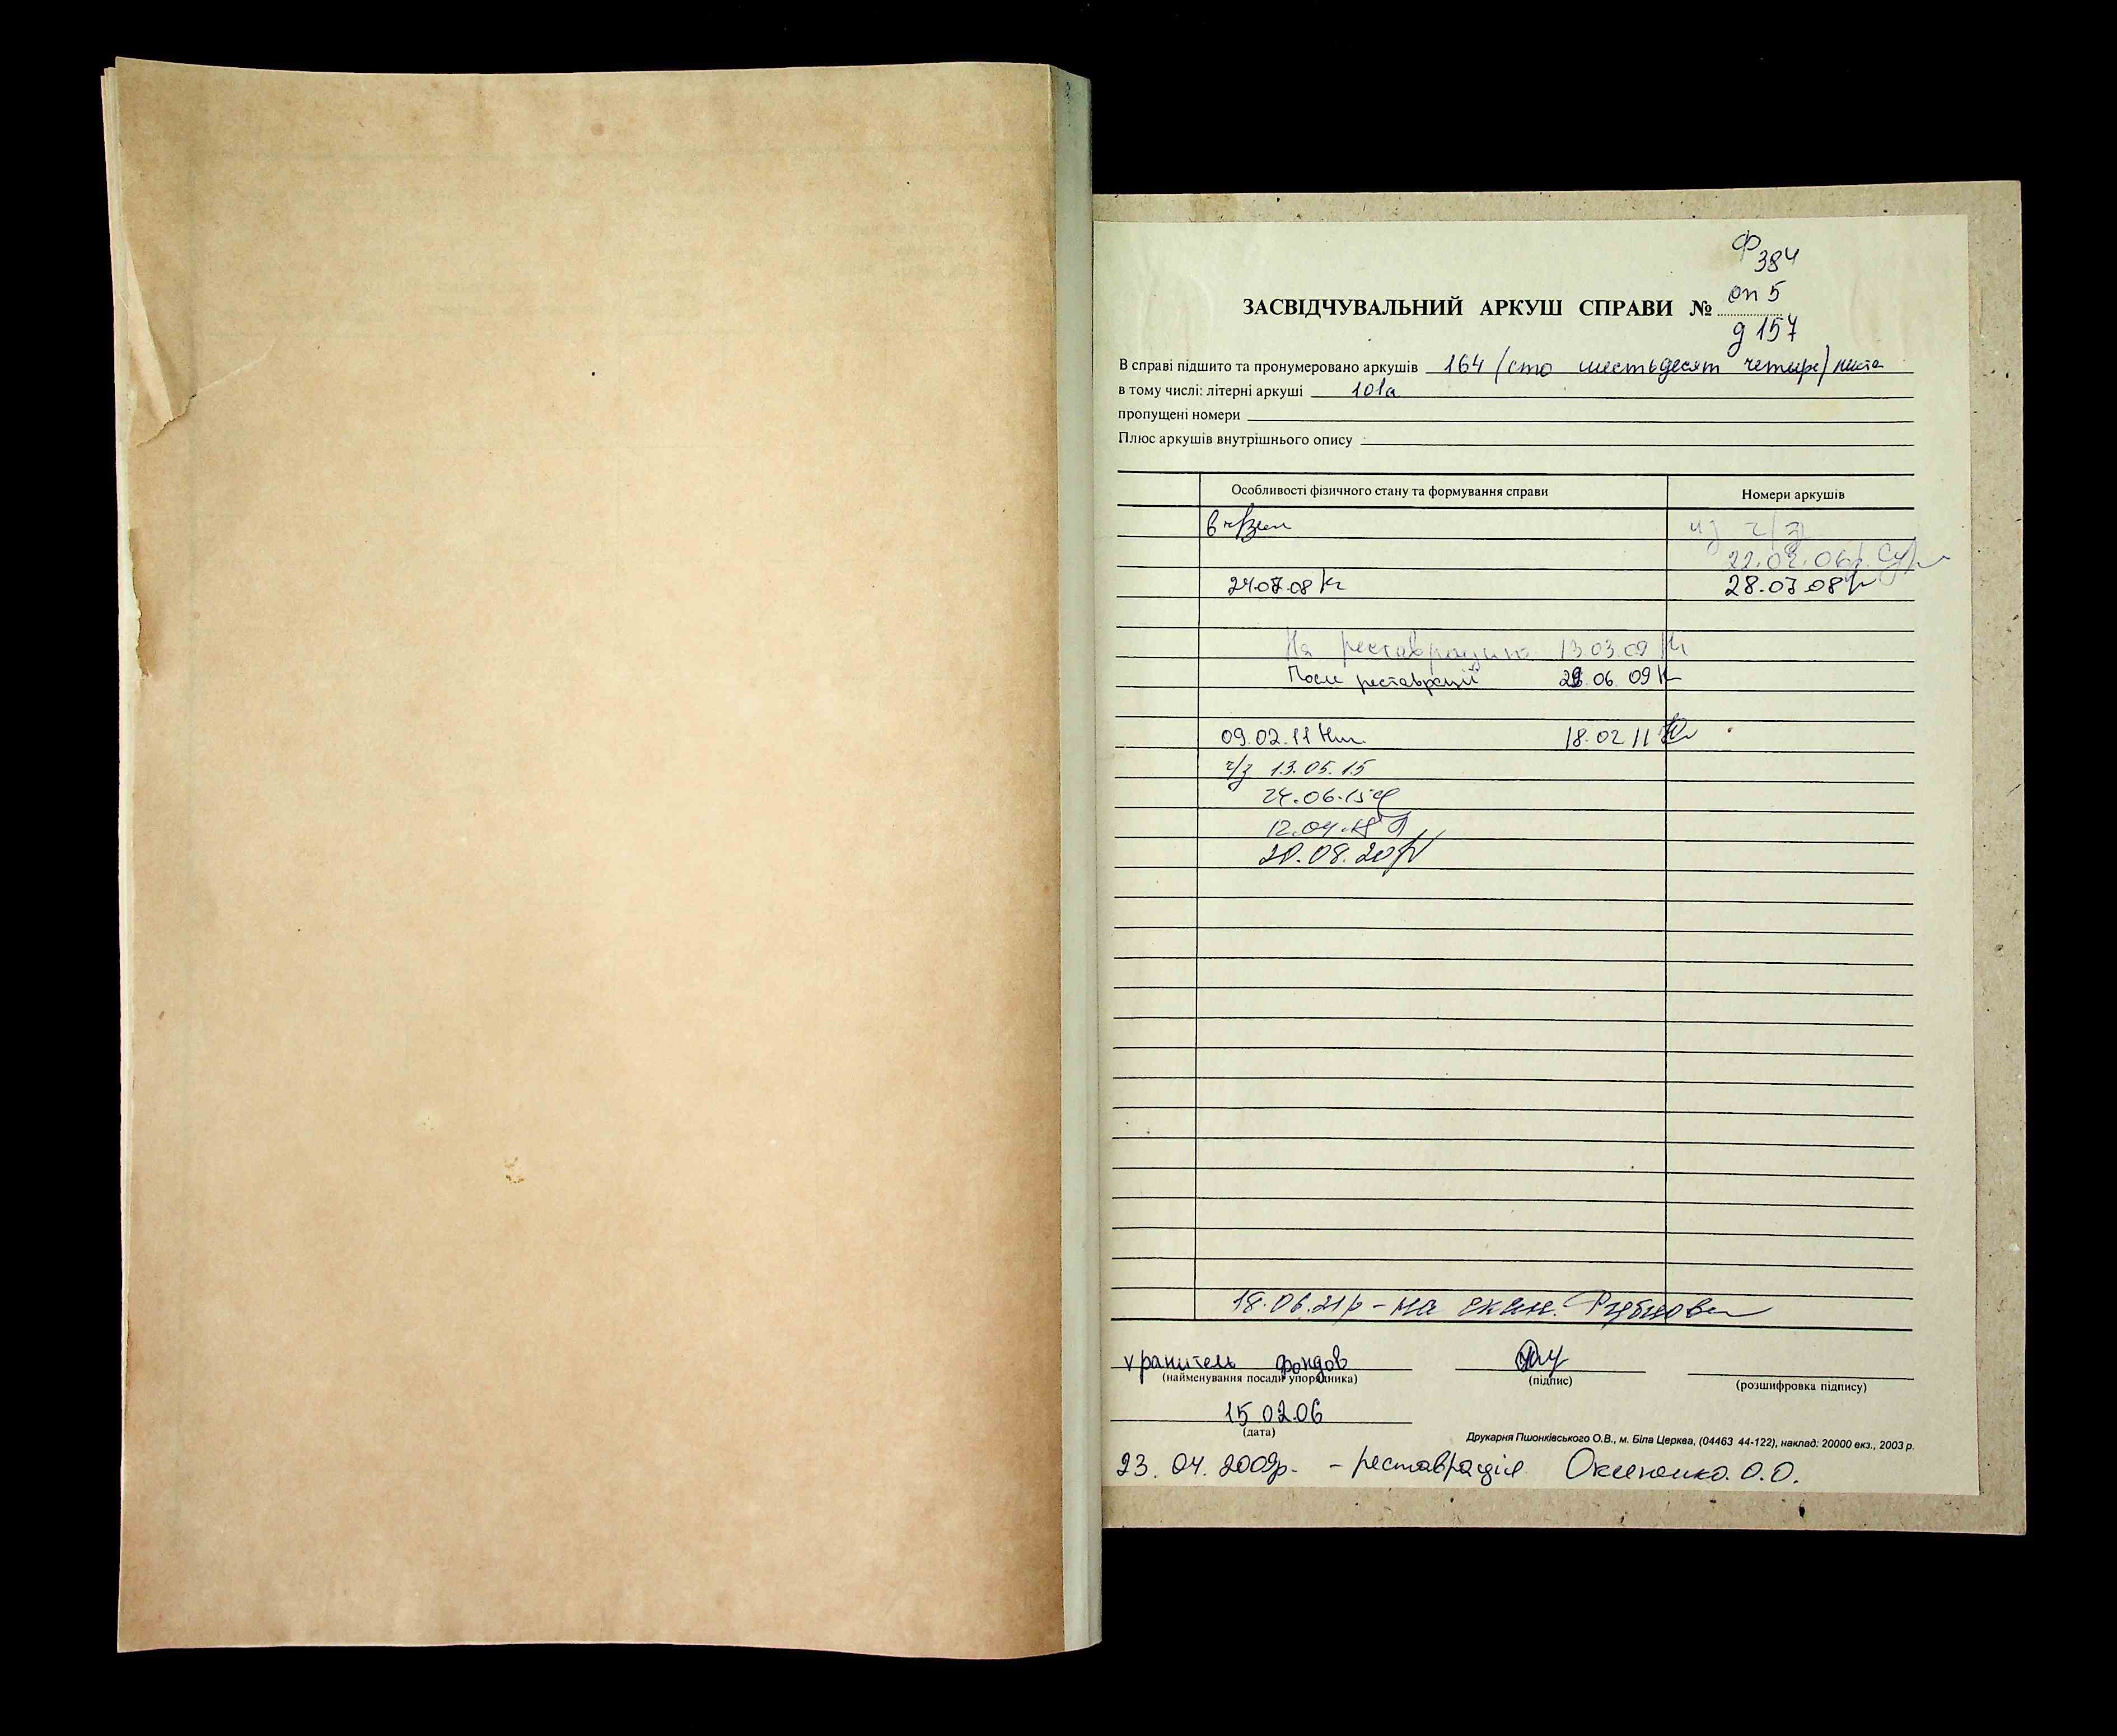 Ф 384
оп 5
ЗАСВІДЧУВАЛЬНИЙ АРКУШ СПРАВИ №
д 157
В справі підшито та пронумеровано аркушів 164 (сто шестьдесят четыре) листа
в тому числі: літерні аркуші 101а
пропущені номери
Плюс аркушів внутрішнього опису
Особливості фізичного стану та формування справи Номери аркушів
из ч/з
22.02.06р.
24.07.08 28.07.08
На реставрацию 13.03.09
После реставрації 06 09
09.02.11 18.02 11
ч/з 13.05.15
24.06.15
12.04.18
20.08.20
18.06.21р - на
хранитель фондов
(найменування посади упорядника) (підпис) (розшифровка підпису)
15 02.06
(дата)
Друкарня Пшонківського О.В., м. Біла Церква, (04463 44-122), наклад: 20000 екз., 2003 р.
23. 04. 2009р. - реставрація О.О.